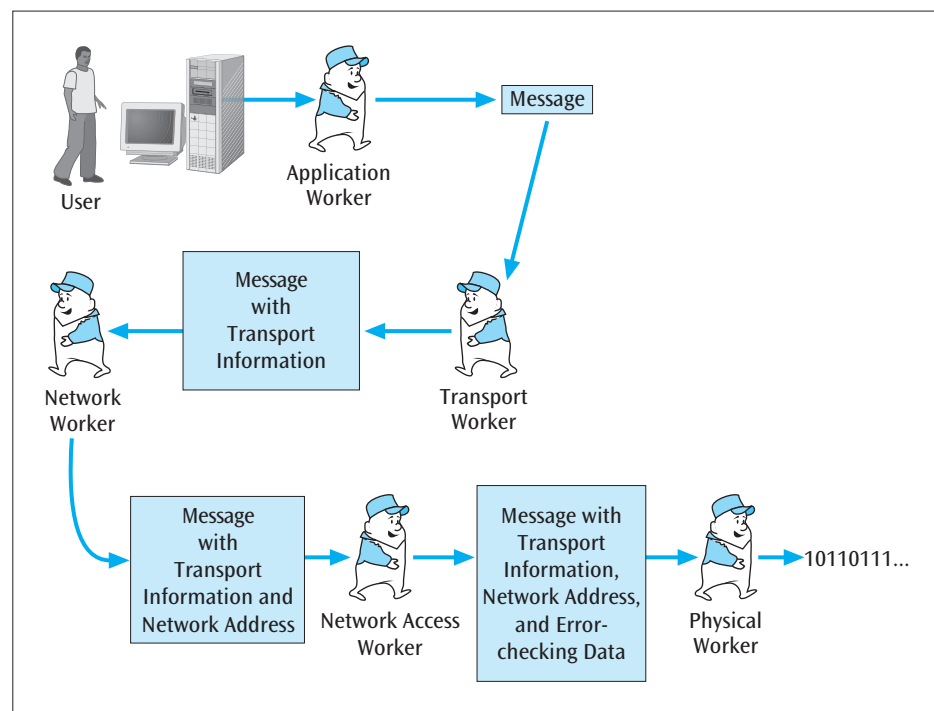 User
Application
Worker
Message
Network
Worker
Message
with
Transport
Information
Transport
Worker
Message
with
Transport
Information and
Network Address
Network Access
Worker
Message with
Transport
Information,
Network Address,
and Error-
checking Data
Physical
Worker
10110111...